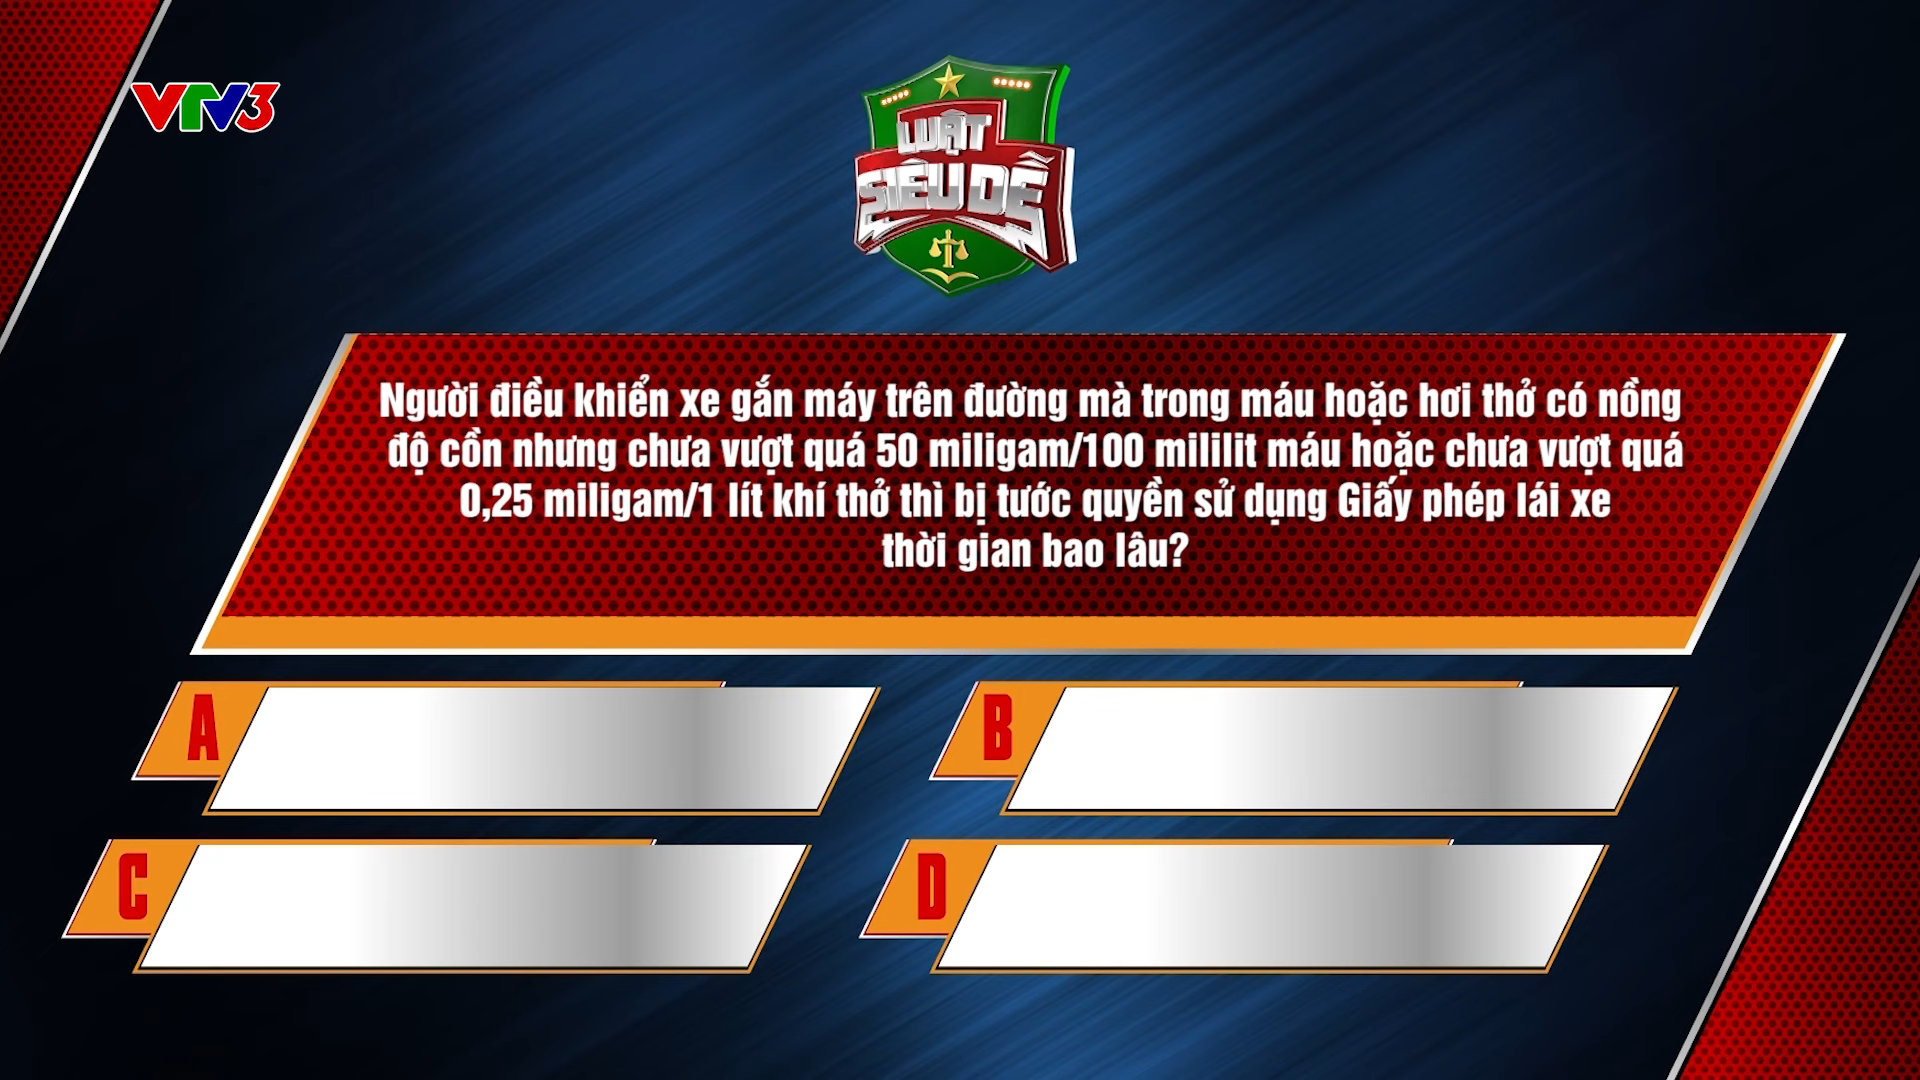 VTV3
LUẬT
SIÊU DỄ
Người điều khiển xe gắn máy trên đường mà trong máu hoặc hơi thở có nồng
độ cồn nhưng chưa vượt quá 50 miligam/100 mililit máu hoặc chưa vượt quá
0,25 miligam/1 lít khí thở thì bị tước quyền sử dụng Giấy phép lái xe
thời gian bao lâu?
A
B
C
D